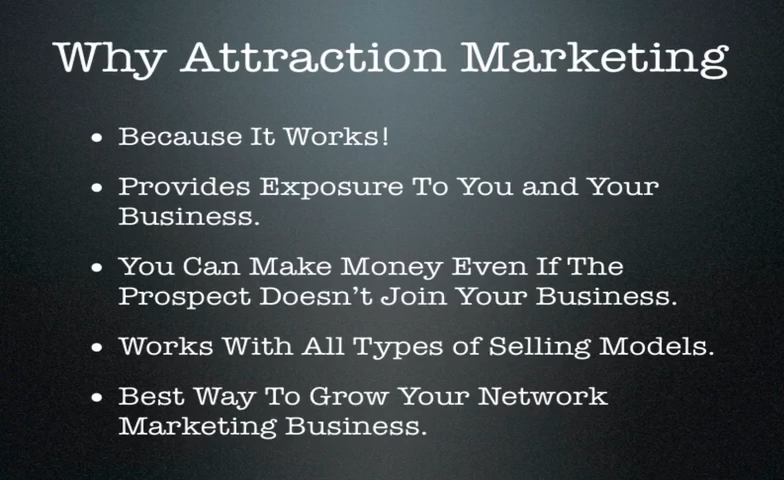 Why Attraction Marketing
• Because It Works!
• Provides Exposure To You and Your
Business.
• You Can Make Money Even If The
Prospect Doesn't Join Your Business.
• Works With All Types of Selling Models.
• Best Way To Grow Your Network
Marketing Business.